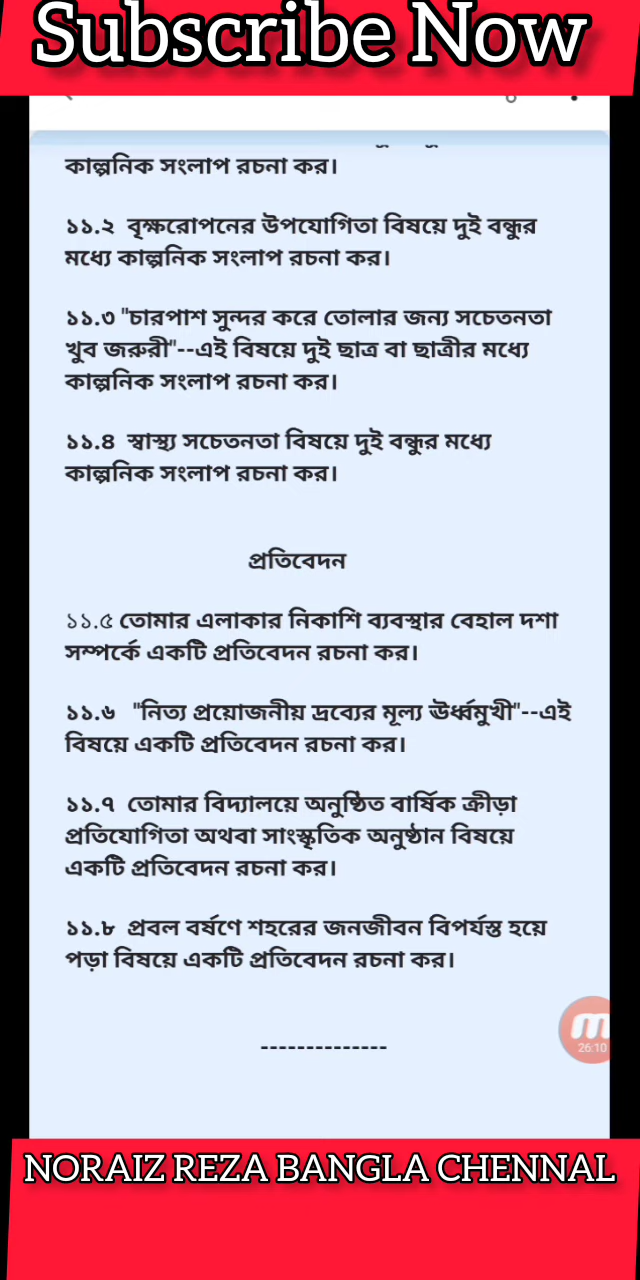 Subscribe Now
কাল্পনিক সংলাপ রচনা কর।
১১.২ বৃক্ষরোপনের উপযোগিতা বিষয়ে দুই বন্ধুর
মধ্যে কাল্পনিক সংলাপ রচনা কর।
১১.৩ "চারপাশ সুন্দর করে তোলার জন্য সচেতনতা
খুব জরুরী"--এই বিষয়ে দুই ছাত্র বা ছাত্রীর মধ্যে
কাল্পনিক সংলাপ রচনা কর।
১১.৪ স্বাস্থ্য সচেতনতা বিষয়ে দুই বন্ধুর মধ্যে
কাল্পনিক সংলাপ রচনা কর।
প্রতিবেদন
১১.৫ তোমার এলাকার নিকাশি ব্যবস্থার বেহাল দশা
সম্পর্কে একটি প্রতিবেদন রচনা কর।
১১.৬ "নিত্য প্রয়োজনীয় দ্রব্যের মূল্য ঊর্ধ্বমুখী"--এই
বিষয়ে একটি প্রতিবেদন রচনা কর।
১১.৭ তোমার বিদ্যালয়ে অনুষ্ঠিত বার্ষিক ক্রীড়া
প্রতিযোগিতা অথবা সাংস্কৃতিক অনুষ্ঠান বিষয়ে
একটি প্রতিবেদন রচনা কর।
১১.৮ প্রবল বর্ষণে শহরের জনজীবন বিপর্যস্ত হয়ে
পড়া বিষয়ে একটি প্রতিবেদন রচনা কর।
--------------
26:10
NORAIZ REZA BANGLA CHENNAL